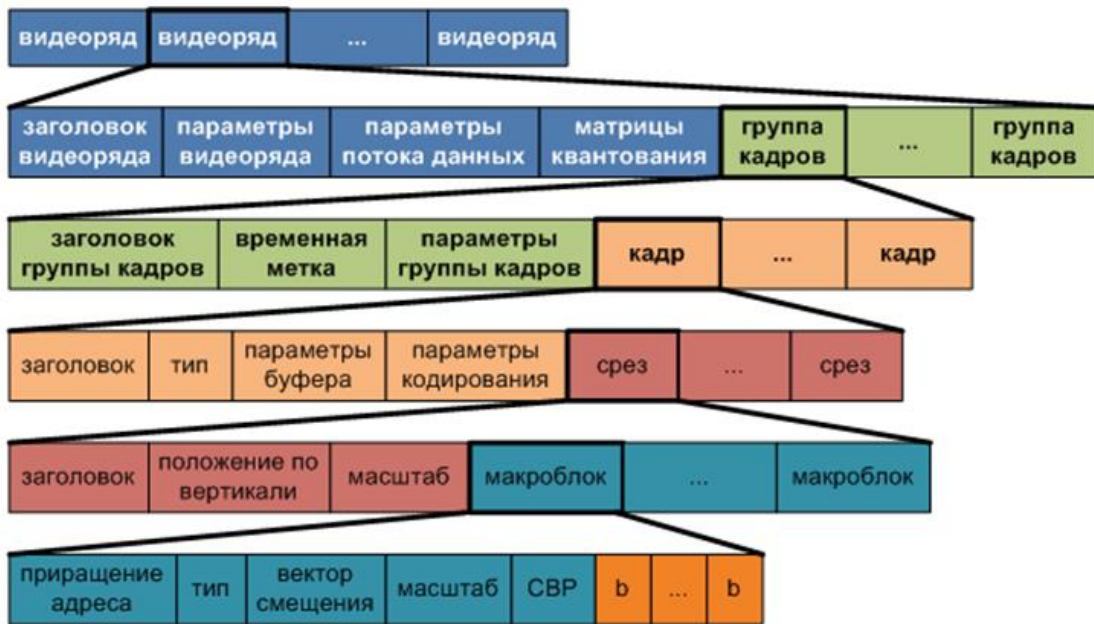 видеоряд видеоряд ... видеоряд
заголовок видеоряда параметры видеоряда параметры потока данных матрицы квантования группа кадров ... группа кадров
заголовок группы кадров временная метка параметры группы кадров кадр ... кадр
заголовок тип параметры буфера параметры кодирования срез ... срез
заголовок положение по вертикали масштаб макроблок ... макроблок
приращение адреса тип вектор смещения масштаб CBP b ... b